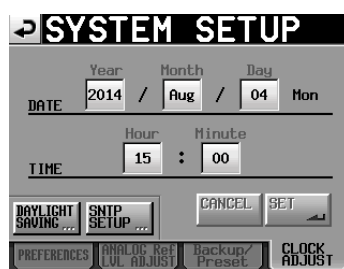 SYSTEM SETUP
Year Month Day
DATE 2014 / Aug / 04 Mon
Hour Minute
TIME 15 : 00
DAYLIGHT SAVING ... SNTP SETUP ... CANCEL SET
PREFERENCES ANALOG Ref LVL ADJUST Backup/ Preset CLOCK ADJUST